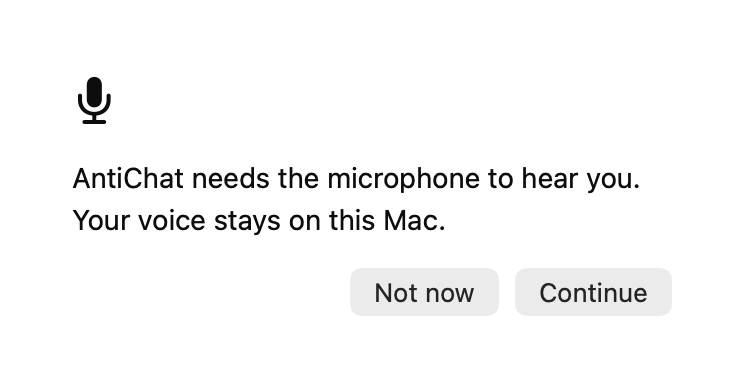 AntiChat needs the microphone to hear you.
Your voice stays on this Mac.
Not now
Continue